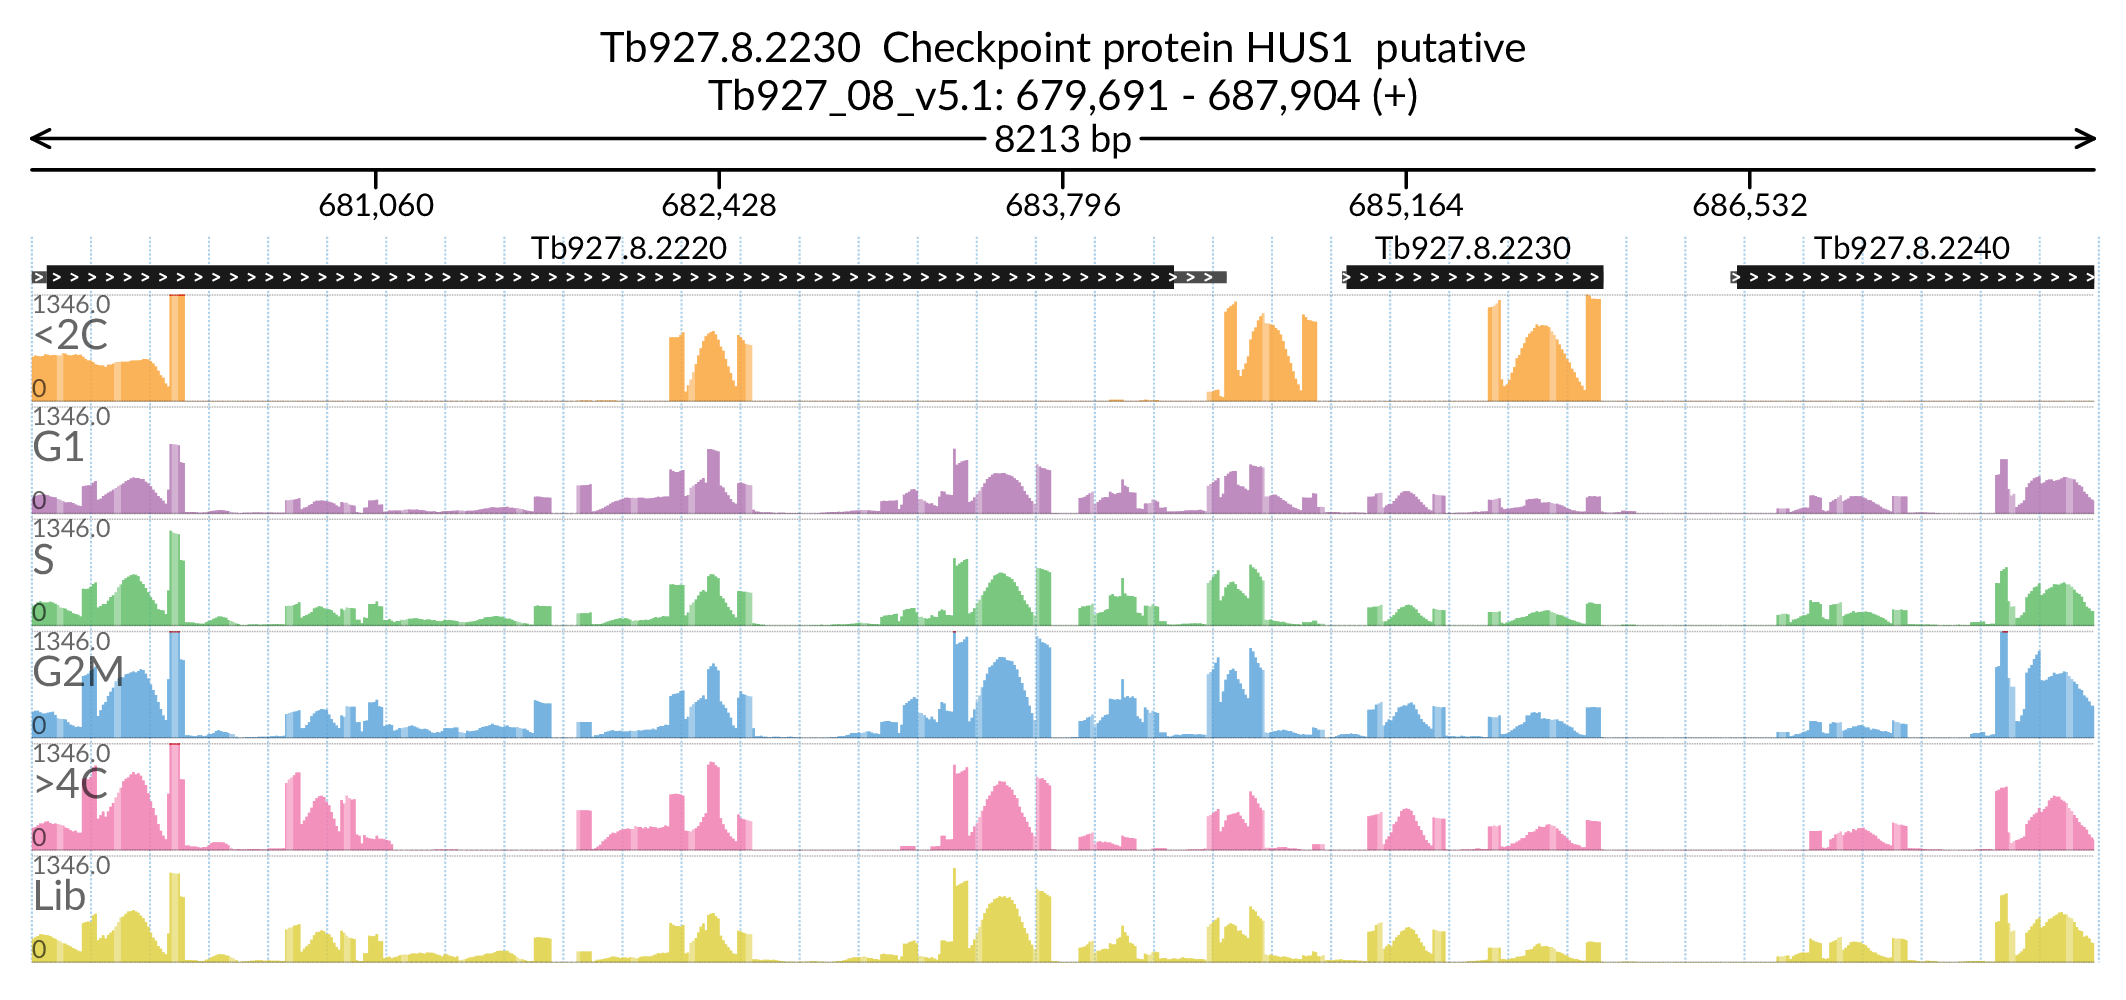 Tb927.8.2230  Checkpoint protein HUS1  putative
Tb927_08_v5.1: 679,691 - 687,904 (+)
8213 bp
681,060 682,428 683,796 685,164 686,532
Tb927.8.2220 Tb927.8.2230 Tb927.8.2240
1346.0
<2C
0
1346.0
G1
0
1346.0
S
0
1346.0
G2M
0
1346.0
>4C
0
1346.0
Lib
0